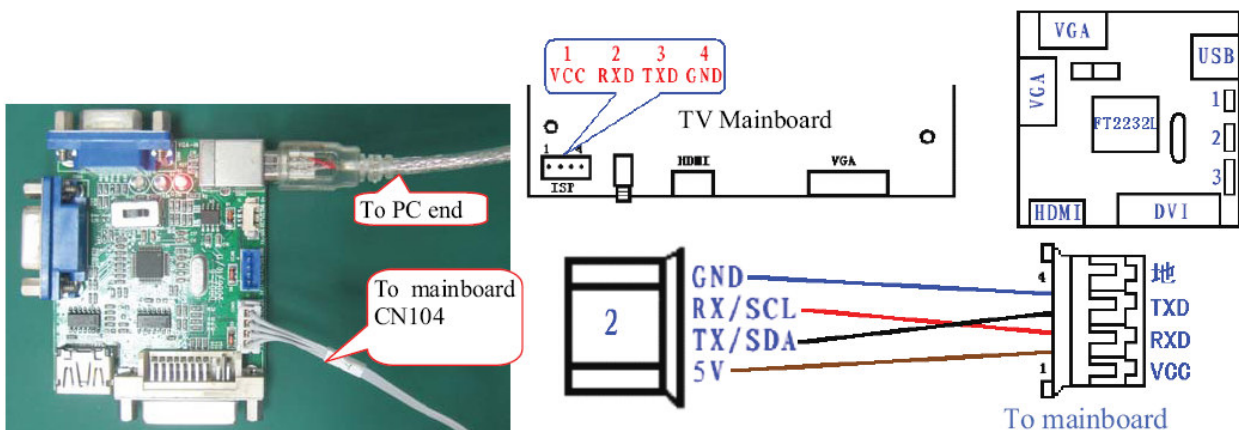 To PC end
To mainboard
CN104
1 2 3 4
VCC RXD TXD GND
TV Mainboard
1 4
ISP
HDMI
VGA
VGA
USB
VGA
FT2232L
1
2
3
HDMI
DVI
2
GND
RX/SCL
TX/SDA
5V
4
1
地
TXD
RXD
VCC
To mainboard